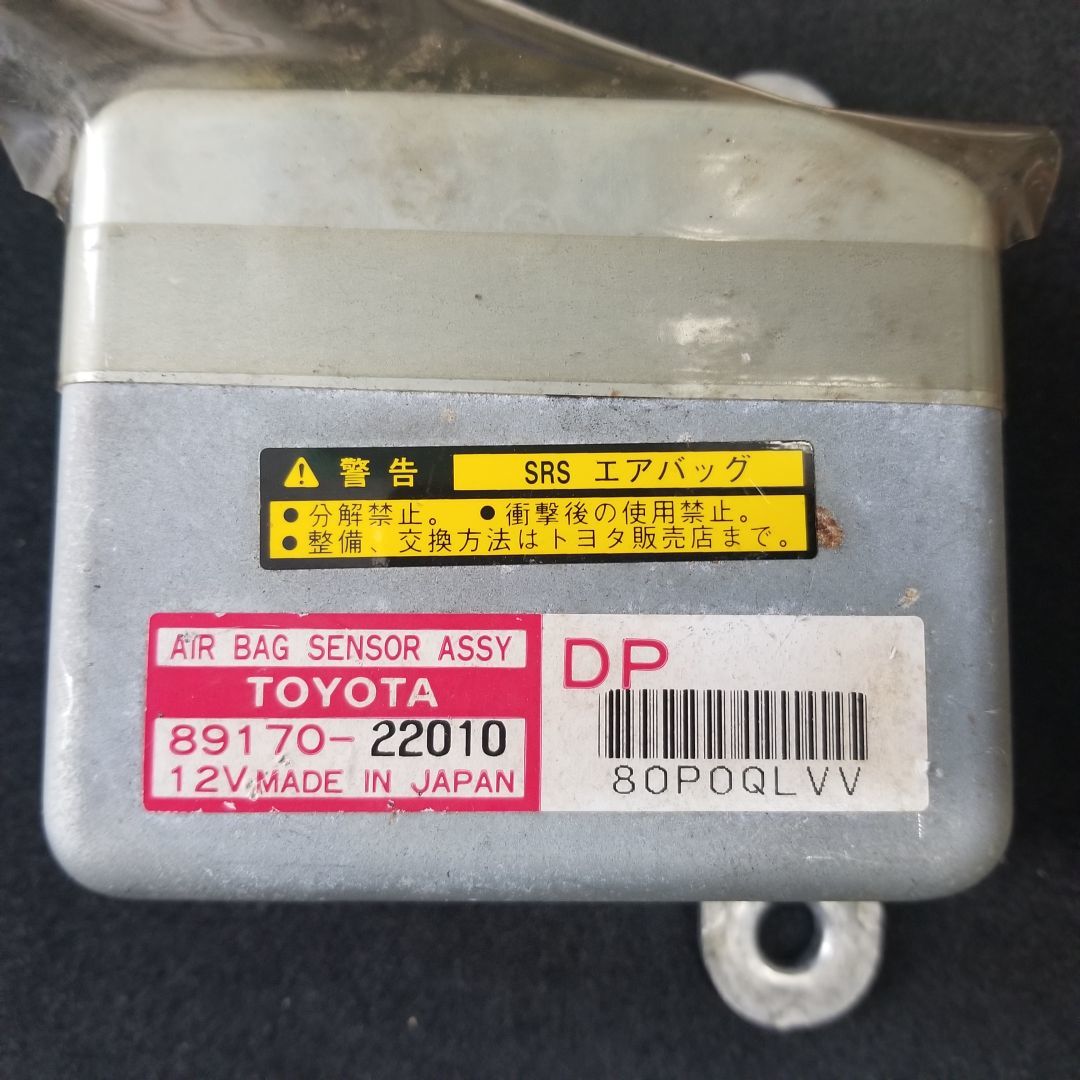 警告 SRS エアバッグ
●分解禁止。 ●衝撃後の使用禁止。
●整備、交換方法はトヨタ販売店まで。
AIR BAG SENSOR ASSY
TOYOTA
89170-22010
12V MADE IN JAPAN
DP
80P0QLVV